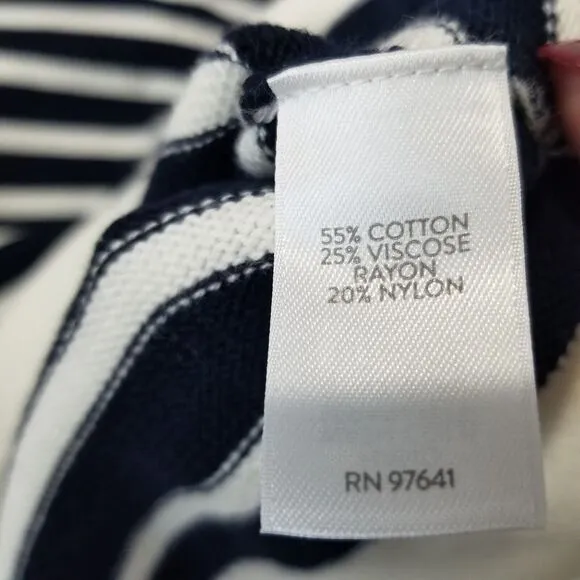 55% COTTON
25% VISCOSE
RAYON
20% NYLON
RN 97641